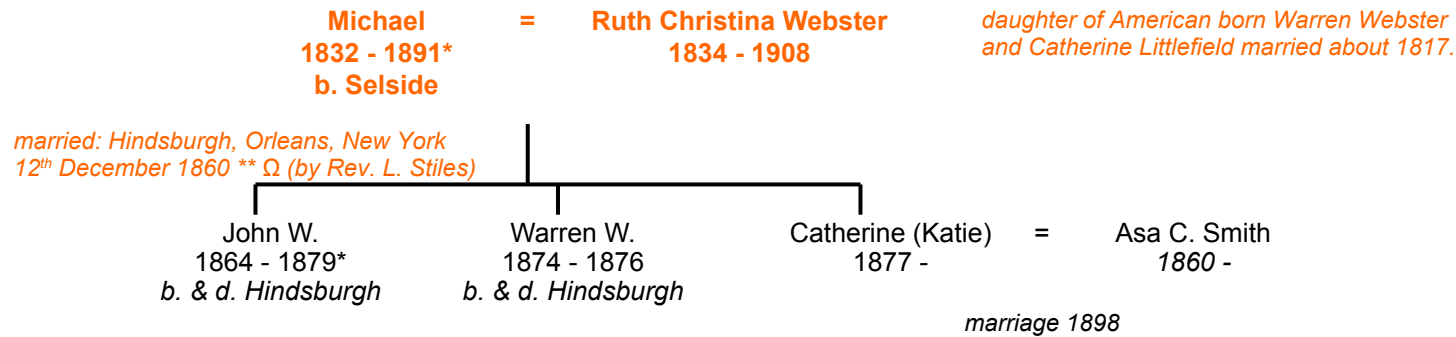 Michael = Ruth Christina Webster
1832 - 1891* 1834 - 1908
b. Selside
daughter of American born Warren Webster
and Catherine Littlefield married about 1817.
married: Hindsburgh, Orleans, New York
12th December 1860 ** Ω (by Rev. L. Stiles)
John W. Warren W. Catherine (Katie) = Asa C. Smith
1864 - 1879* 1874 - 1876 1877 - 1860 -
b. & d. Hindsburgh b. & d. Hindsburgh
marriage 1898